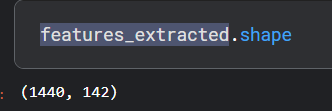 features_extracted.shape
: (1440, 142)